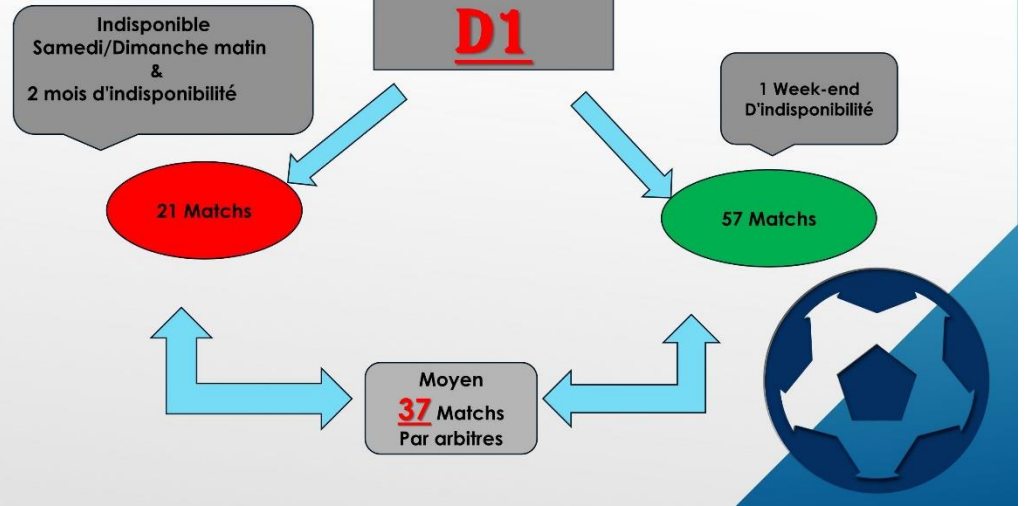 D1
Indisponible
Samedi/Dimanche matin
&
2 mois d'indisponibilité
1 Week-end
D'indisponibilité
21 Matchs
57 Matchs
Moyen
37 Matchs
Par arbitres